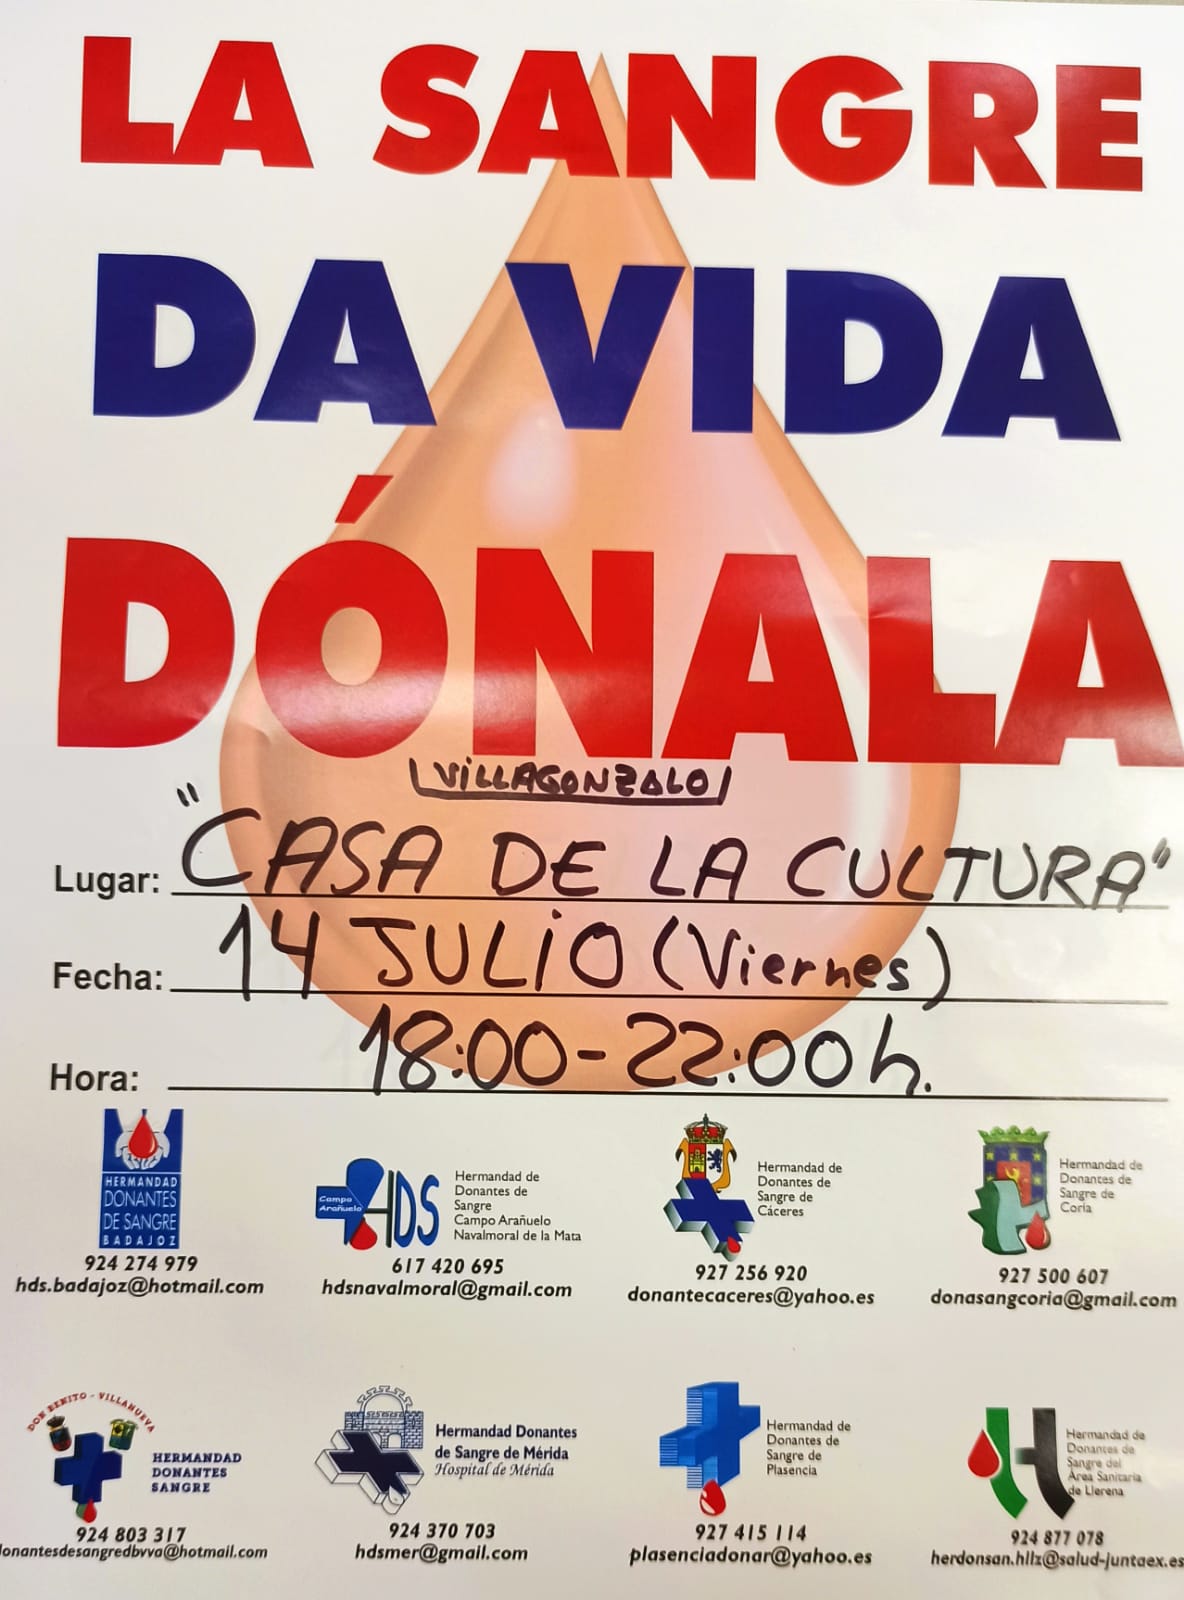 LA SANGRE
DA VIDA
DÓNALA
VILLAGONZALO
Lugar: "CASA DE LA CULTURA"
Fecha: 14 JULIO (Viernes)
Hora: 18:00-22:00 h.
HERMANDAD
DONANTES
DE SANGRE
BADAJOZ
924 274 979
hds.badajoz@hotmail.com
Campo
Arañuelo
HDS
Hermandad de
Donantes de
Sangre
Campo Arañuelo
Navalmoral de la Mata
617 420 695
hdsnavalmoral@gmail.com
Hermandad de
Donantes de
Sangre de
Cáceres
927 256 920
donantecaceres@yahoo.es
Hermandad de
Donantes de
Sangre de
Coria
927 500 607
donasangcoria@gmail.com
DON BENITO - VILLANUEVA
HERMANDAD
DONANTES
SANGRE
924 803 317
donantesdesangredbvva@hotmail.com
Hermandad Donantes
de Sangre de Mérida
Hospital de Mérida
924 370 703
hdsmer@gmail.com
Hermandad de
Donantes de
Sangre de
Plasencia
927 415 114
plasenciadonar@yahoo.es
Hermandad de
Donantes de
Sangre del
Área Sanitaria
de Llerena
924 877 078
herdonsan.hllz@salud-juntaex.es